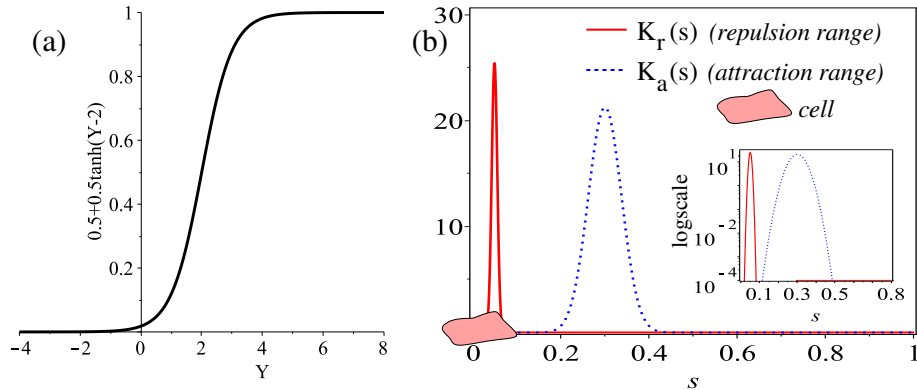 (a)
0.5+0.5tanh(Y-2)
1
0.8
0.6
0.4
0.2
-4
-2
0
2
4
6
8
Y
(b)
30
20
10
0
0
0.2
0.4
0.6
0.8
1
s
K_r(s) (repulsion range)
K_a(s) (attraction range)
cell
logscale
10^1
10^-2
10^-4
0.1
0.3
0.5
0.8
s